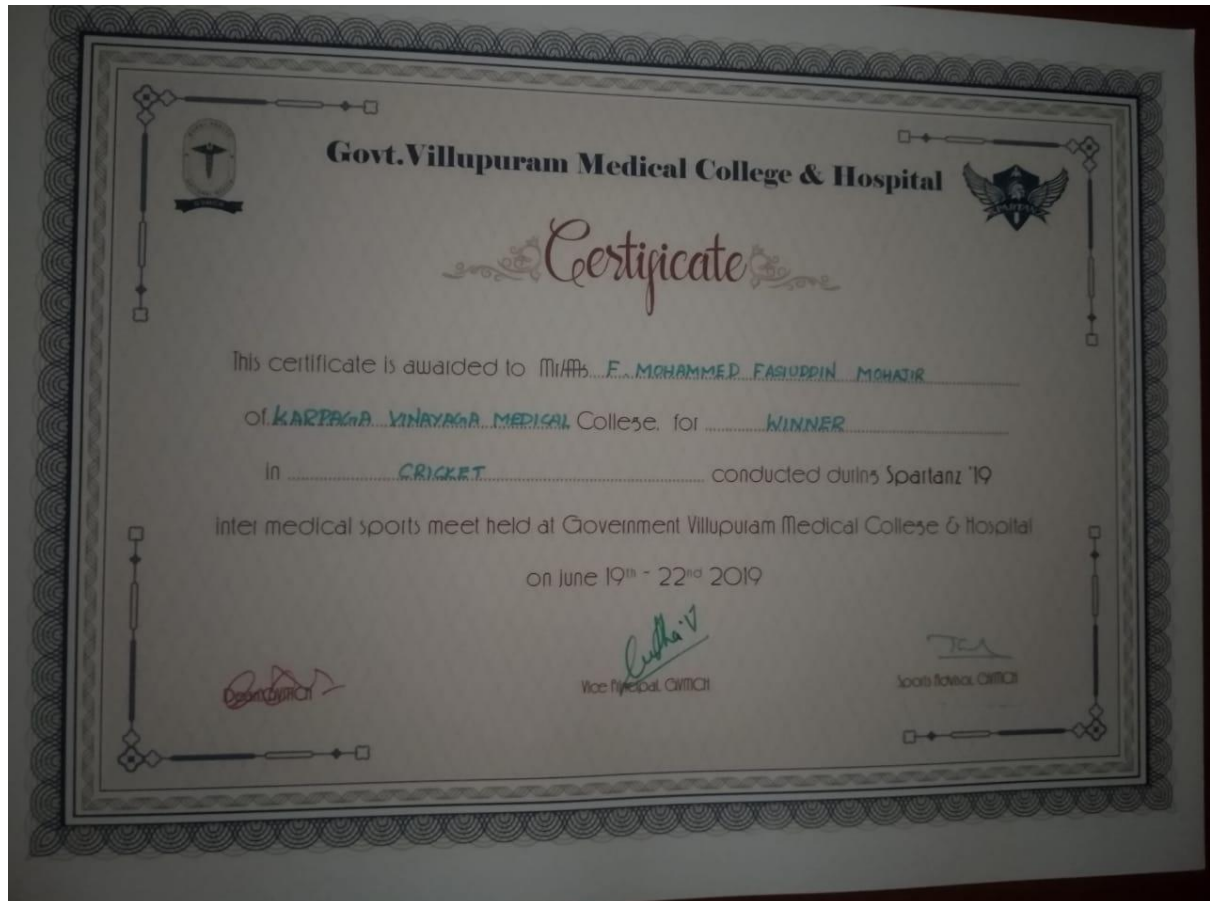 Govt.Villupuram Medical College & Hospital
Certificate
This certificate is awarded to Mr/Ms. F. MOHAMMED FASIUDDIN MOHAJIR
of KARPAGA VINAYAGA MEDICAL College, for WINNER
in CRICKET conducted during Spartanz '19
inter medical sports meet held at Government Villupuram Medical College & Hospital
on June 19th - 22nd 2019
Vice Principal, GVMCH
Sports Advisor, GVMCH